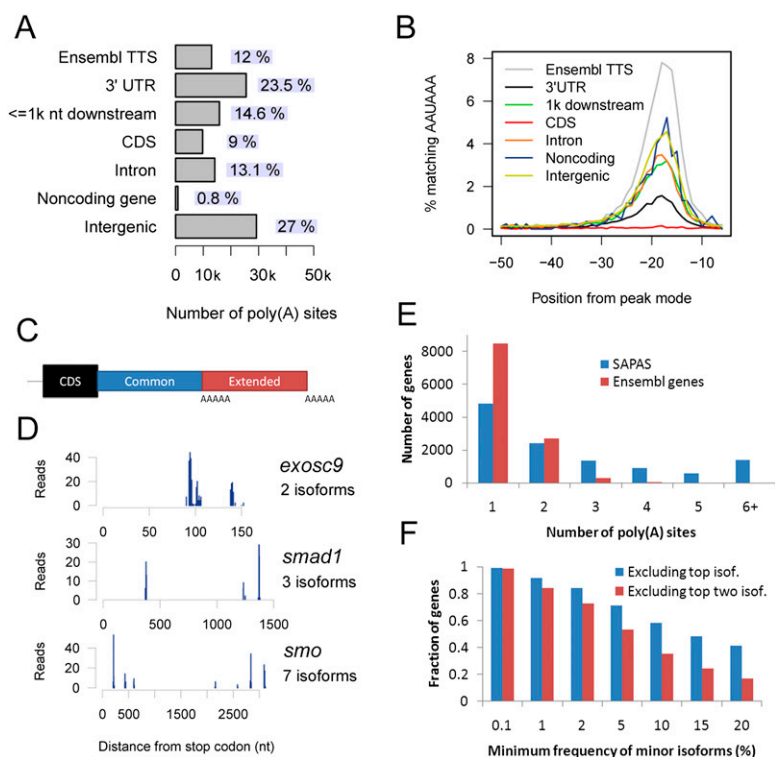 A
Ensembl TTS
12 %
3' UTR
23.5 %
<=1k nt downstream
14.6 %
CDS
9 %
Intron
13.1 %
Noncoding gene
0.8 %
Intergenic
27 %
0 10k 30k 50k
Number of poly(A) sites
B
% matching AAUAAA
8
6
4
2
0
Ensembl TTS
3'UTR
1k downstream
CDS
Intron
Noncoding
Intergenic
−50 −40 −30 −20 −10
Position from peak mode
C
CDS Common Extended
AAAAA AAAAA
D
Reads
40
20
0
exosc9
2 isoforms
0 50 100 150
Reads
30
15
0
smad1
3 isoforms
0 500 1000 1500
Reads
40
20
0
smo
7 isoforms
0 500 1500 2500
Distance from stop codon (nt)
E
Number of genes
8000
6000
4000
2000
0
SAPAS
Ensembl genes
1 2 3 4 5 6+
Number of poly(A) sites
F
Fraction of genes
1
0.8
0.6
0.4
0.2
0
Excluding top isof.
Excluding top two isof.
0.1 1 2 5 10 15 20
Minimum frequency of minor isoforms (%)